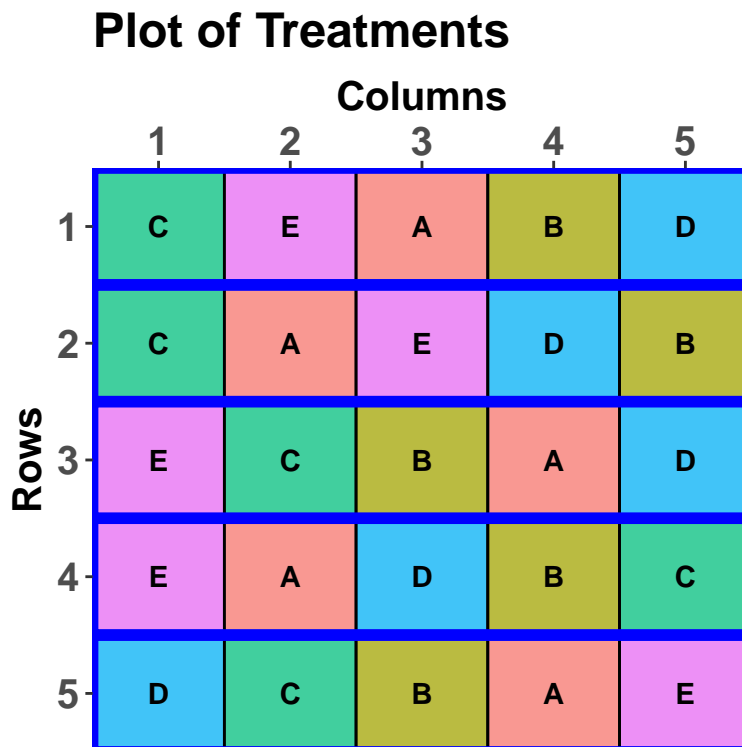 Plot of Treatments
Columns
1 2 3 4 5
Rows
1 C E A B D
2 C A E D B
3 E C B A D
4 E A D B C
5 D C B A E